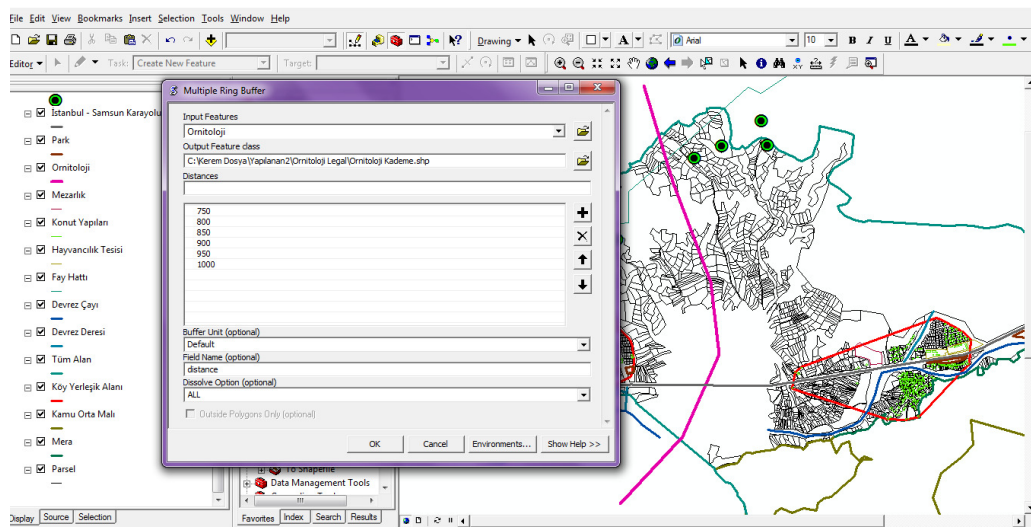 File Edit View Bookmarks Insert Selection Tools Window Help
Drawing
Arial
10
B I U A
Editor
Task: Create New Feature
Target:
Multiple Ring Buffer
Input Features
Ornitoloji
Output Feature class
C:\Kerem Dosya\Yapılanan2\Ornitoloji Legal\Ornitoloji Kademe.shp
Distances
750
800
850
900
950
1000
Buffer Unit (optional)
Default
Field Name (optional)
distance
Dissolve Option (optional)
ALL
Outside Polygons Only (optional)
OK
Cancel
Environments...
Show Help >>
İstanbul - Samsun Karayolu
Park
Ornitoloji
Mezarlık
Konut Yapıları
Hayvancılık Tesisi
Fay Hattı
Devrez Çayı
Devrez Deresi
Tüm Alan
Köy Yerleşik Alanı
Kamu Orta Malı
Mera
Parsel
To Shapefile
Data Management Tools
Display Source Selection
Favorites Index Search Results